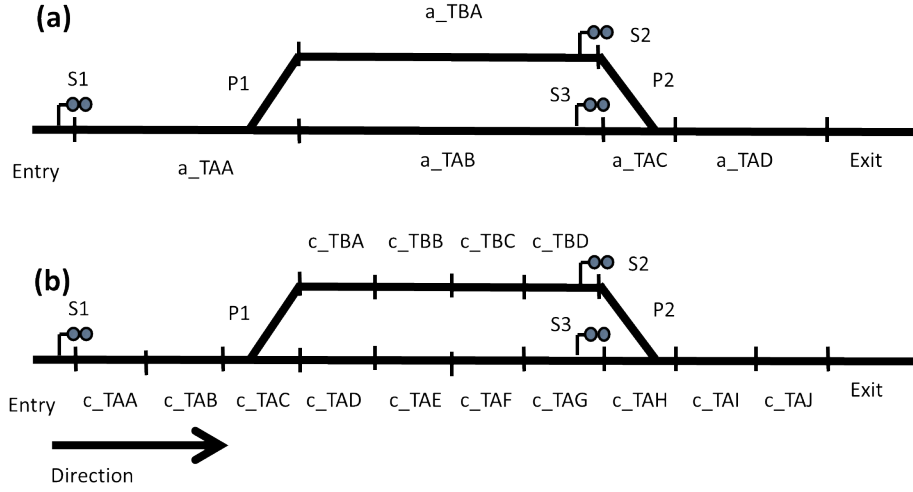 (a)
a_TBA
S2
S1
P1
P2
S3
Entry
a_TAA
a_TAB
a_TAC
a_TAD
Exit
c_TBA c_TBB c_TBC c_TBD
(b)
S2
S1
P1
P2
S3
Entry
c_TAA c_TAB c_TAC c_TAD c_TAE c_TAF c_TAG c_TAH c_TAI c_TAJ
Exit
Direction